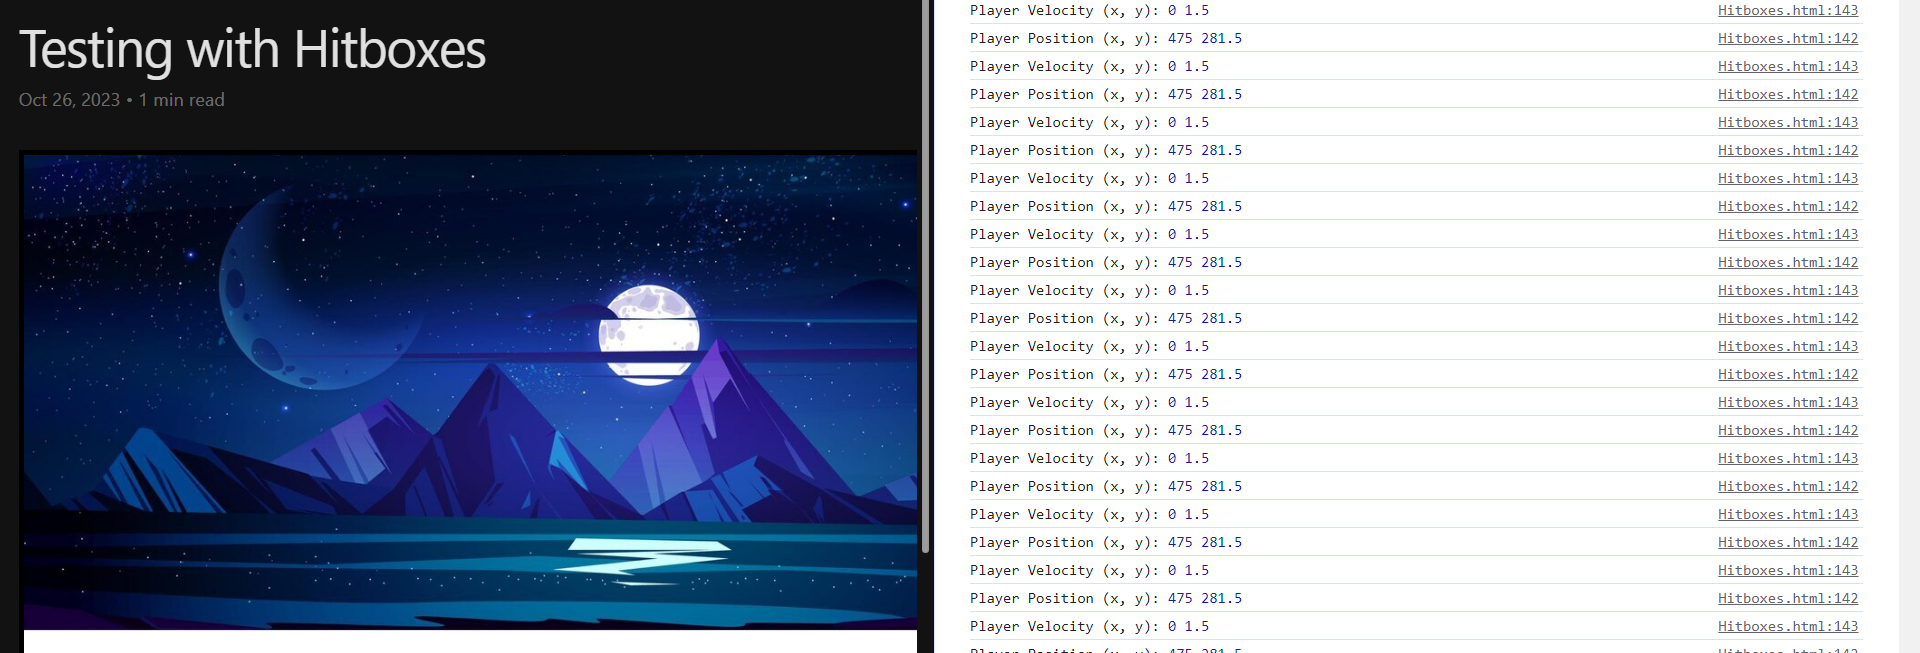 Testing with Hitboxes
Oct 26, 2023 • 1 min read
Player Velocity (x, y): 0 1.5 Hitboxes.html:143
Player Position (x, y): 475 281.5 Hitboxes.html:142
Player Velocity (x, y): 0 1.5 Hitboxes.html:143
Player Position (x, y): 475 281.5 Hitboxes.html:142
Player Velocity (x, y): 0 1.5 Hitboxes.html:143
Player Position (x, y): 475 281.5 Hitboxes.html:142
Player Velocity (x, y): 0 1.5 Hitboxes.html:143
Player Position (x, y): 475 281.5 Hitboxes.html:142
Player Velocity (x, y): 0 1.5 Hitboxes.html:143
Player Position (x, y): 475 281.5 Hitboxes.html:142
Player Velocity (x, y): 0 1.5 Hitboxes.html:143
Player Position (x, y): 475 281.5 Hitboxes.html:142
Player Velocity (x, y): 0 1.5 Hitboxes.html:143
Player Position (x, y): 475 281.5 Hitboxes.html:142
Player Velocity (x, y): 0 1.5 Hitboxes.html:143
Player Position (x, y): 475 281.5 Hitboxes.html:142
Player Velocity (x, y): 0 1.5 Hitboxes.html:143
Player Position (x, y): 475 281.5 Hitboxes.html:142
Player Velocity (x, y): 0 1.5 Hitboxes.html:143
Player Position (x, y): 475 281.5 Hitboxes.html:142
Player Velocity (x, y): 0 1.5 Hitboxes.html:143
Player Position (x, y): 475 281.5 Hitboxes.html:142
Player Velocity (x, y): 0 1.5 Hitboxes.html:143
Player Position (x, y): 475 281.5 Hitboxes.html:142